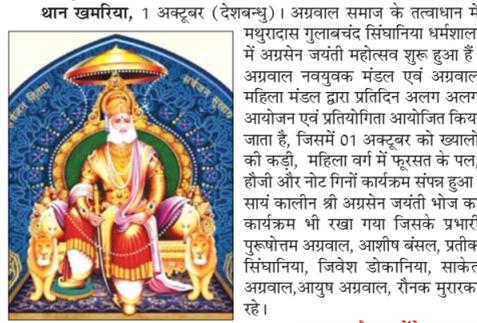 थान खमरिया, 1 अक्टूबर (देशबन्धु)। अग्रवाल समाज के तत्वाधान मे
मथुरादास गुलाबचंद सिंघानिया धर्मशाल
में अग्रसेन जयंती महोत्सव शुरू हुआ हैं
अग्रवाल नवयुवक मंडल एवं अग्रवाल
महिला मंडल द्वारा प्रतिदिन अलग अलग
आयोजन एवं प्रतियोगिता आयोजित किय
जाता है, जिसमें 01 अक्टूबर को ख्यालो
की कड़ी, महिला वर्ग में फूरसत के पल,
हौजी और नोट गिनों कार्यक्रम संपन्न हुआ
सायं कालीन श्री अग्रसेन जयंती भोज का
कार्यक्रम भी रखा गया जिसके प्रभारी
पुरूषोत्तम अग्रवाल, आशीष बंसल, प्रतीक
सिंघानिया, जिवेश डोकानिया, साकेत
अग्रवाल,आयुष अग्रवाल, रौनक मुरारका
रहे।